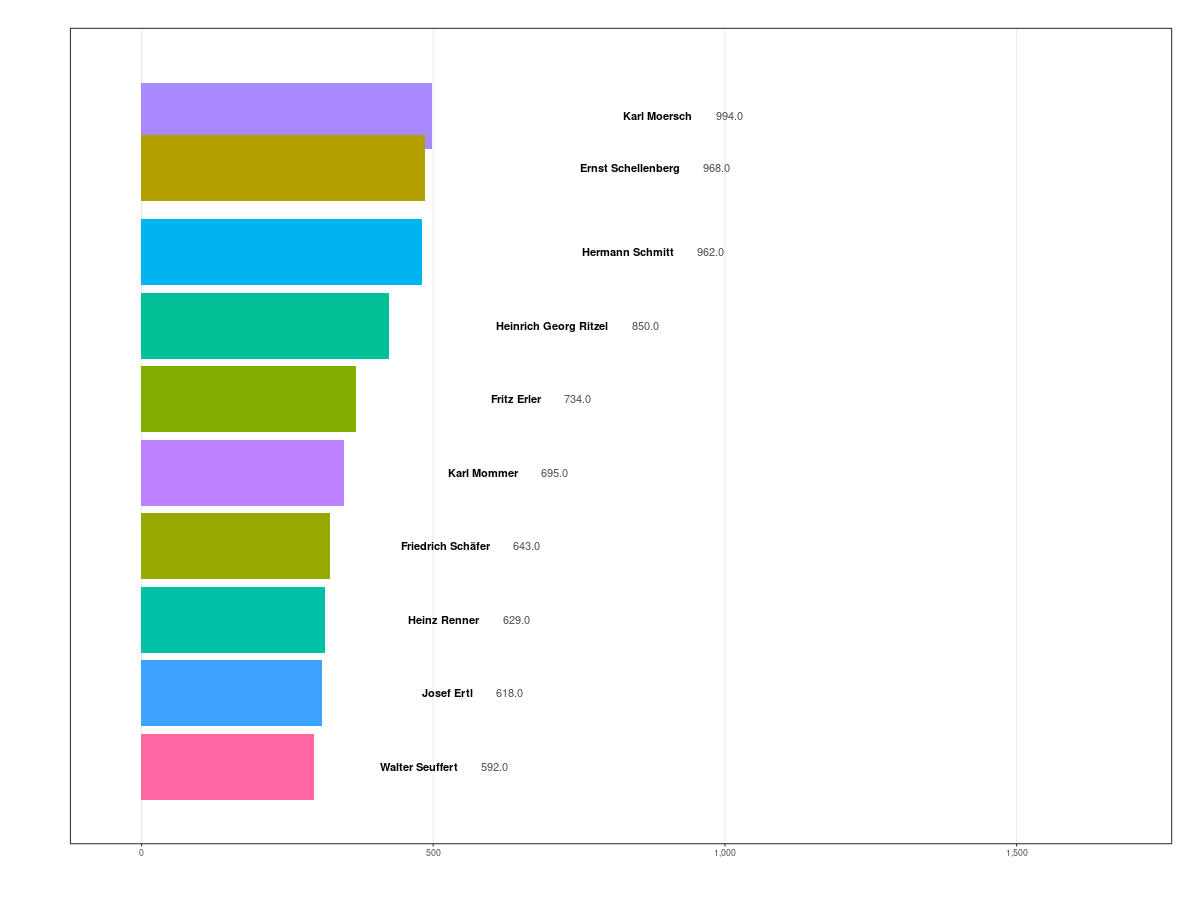 Karl Moersch 994.0
Ernst Schellenberg 968.0
Hermann Schmitt 962.0
Heinrich Georg Ritzel 850.0
Fritz Erler 734.0
Karl Mommer 695.0
Friedrich Schäfer 643.0
Heinz Renner 629.0
Josef Ertl 618.0
Walter Seuffert 592.0
0 500 1,000 1,500